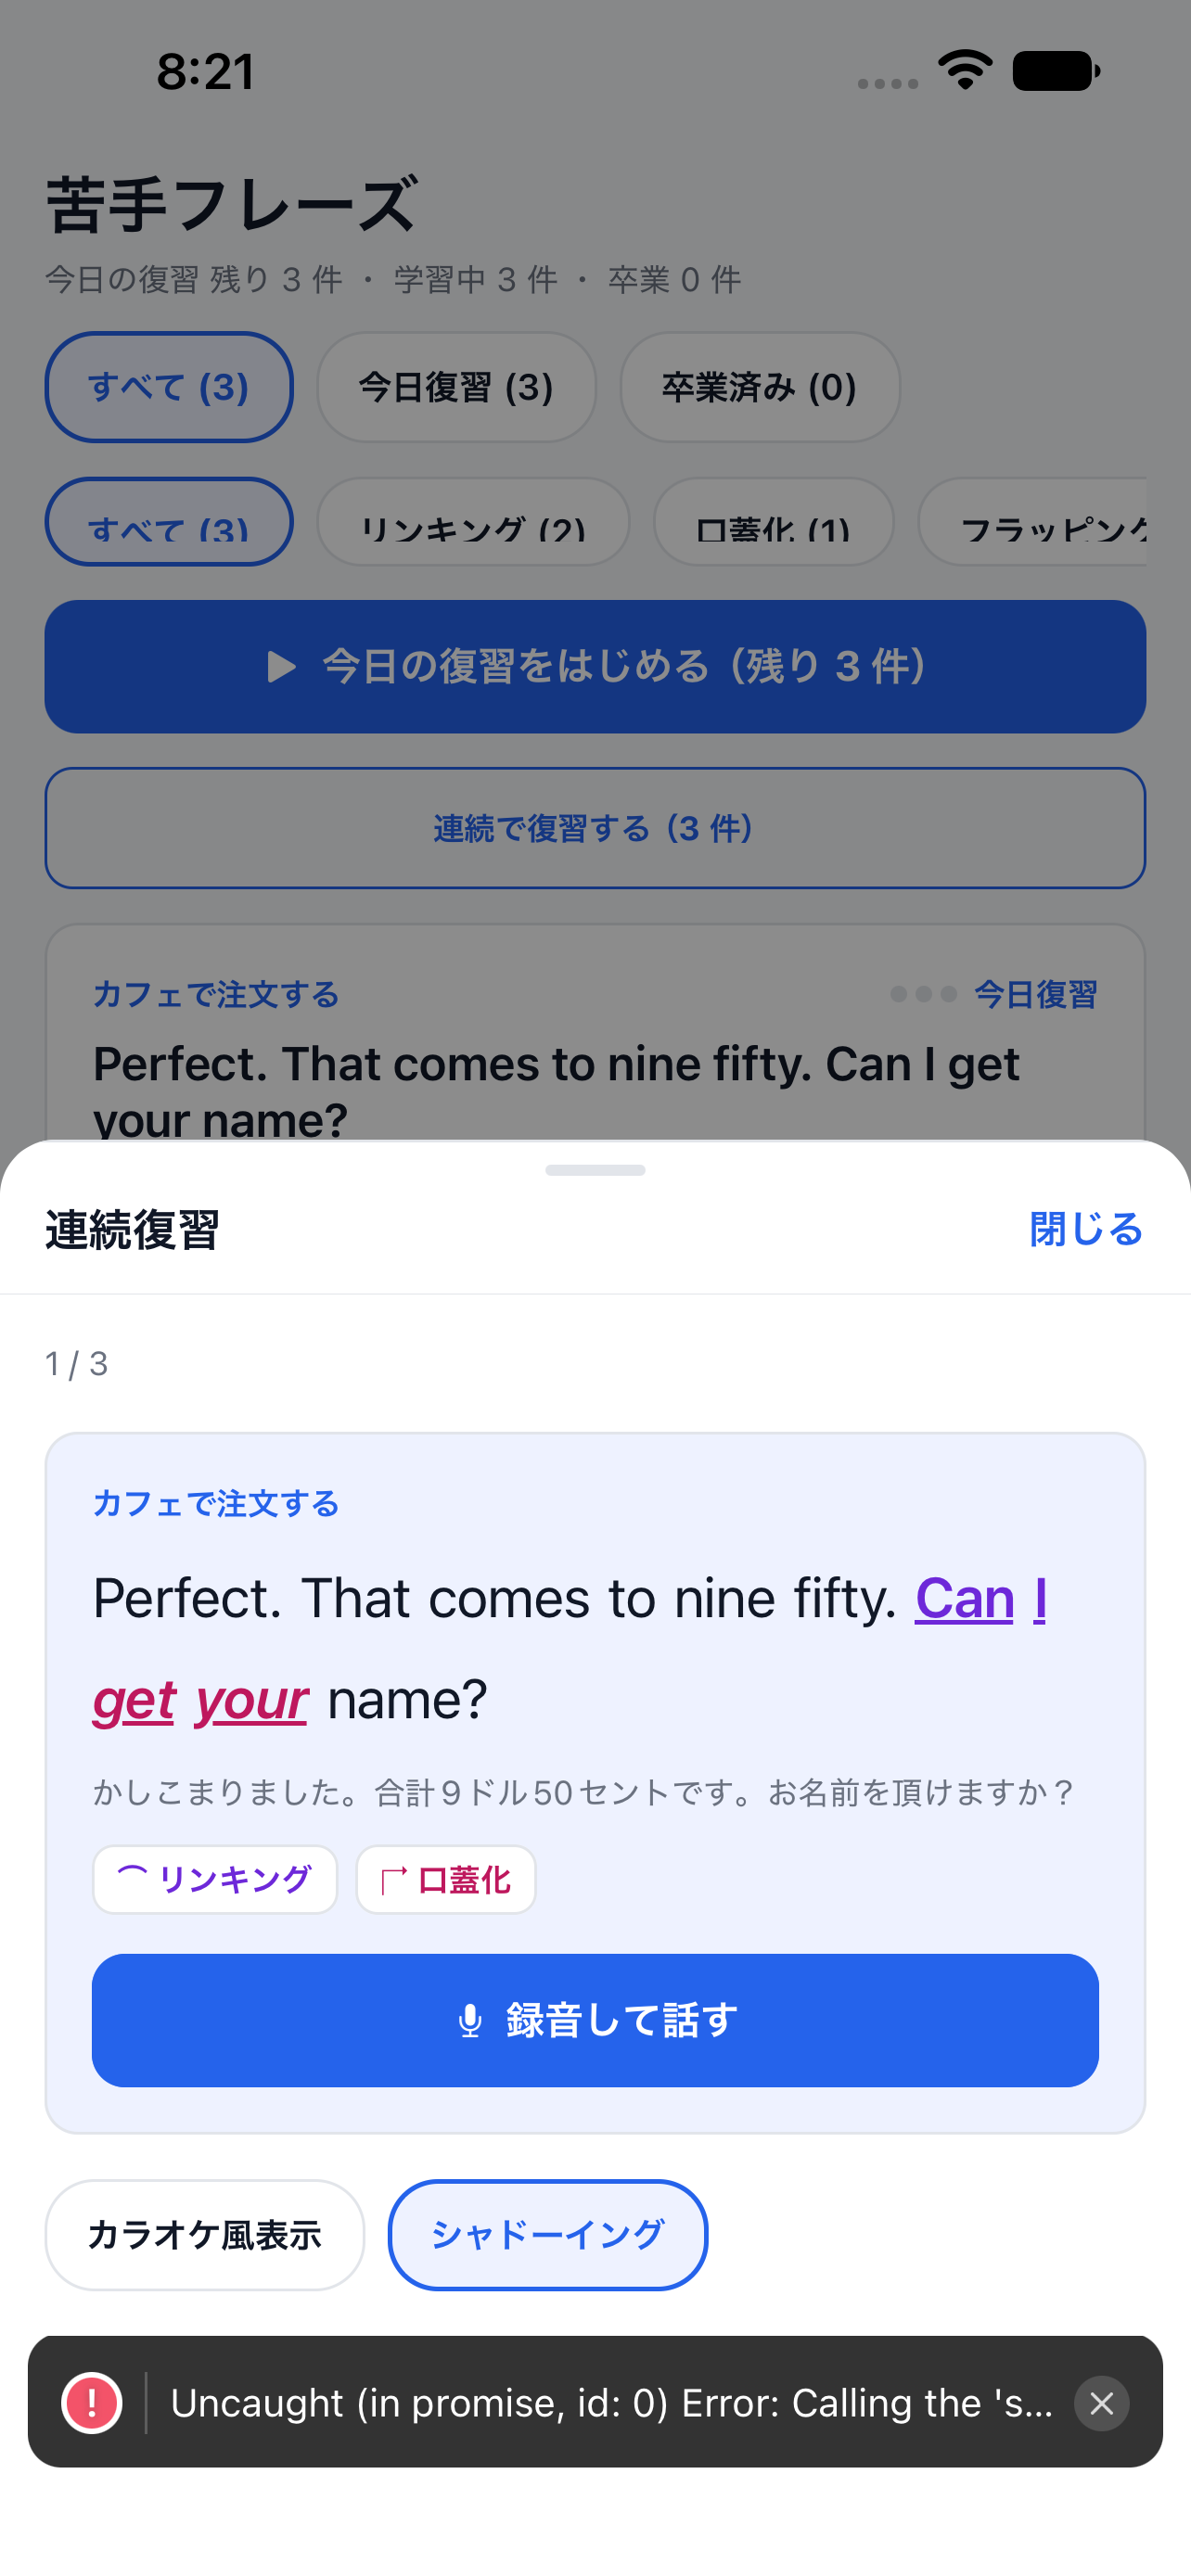 8:21
苦手フレーズ
今日の復習 残り 3 件 ・ 学習中 3 件 ・ 卒業 0 件
すべて (3) 今日復習 (3) 卒業済み (0)
すべて (3) リンキング (2) 口蓋化 (1) フラッピング
今日の復習をはじめる（残り 3 件）
連続で復習する（3 件）
カフェで注文する 今日復習
Perfect. That comes to nine fifty. Can I get
your name?
連続復習 閉じる
1 / 3
カフェで注文する
Perfect. That comes to nine fifty. Can I
get your name?
かしこまりました。合計9ドル50セントです。お名前を頂けますか？
リンキング 口蓋化
録音して話す
カラオケ風表示 シャドーイング
! Uncaught (in promise, id: 0) Error: Calling the 's...